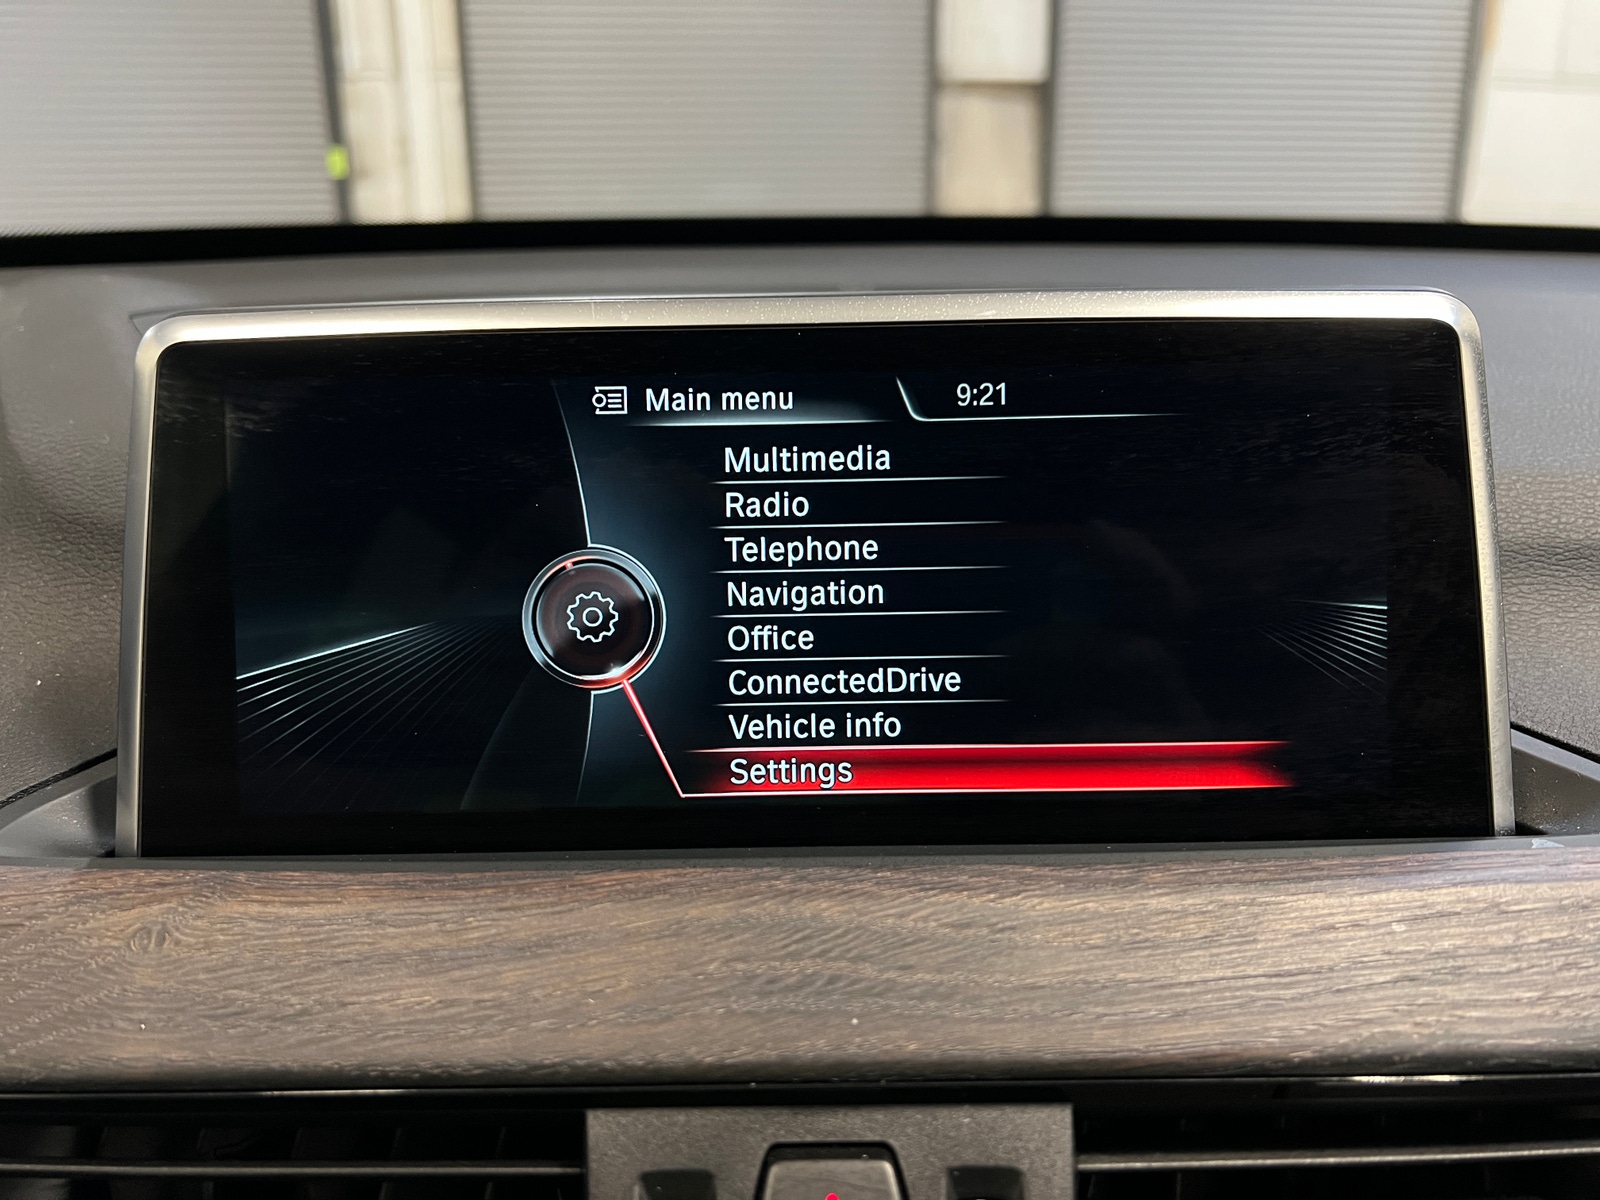 Main menu
9:21
Multimedia
Radio
Telephone
Navigation
Office
ConnectedDrive
Vehicle info
Settings